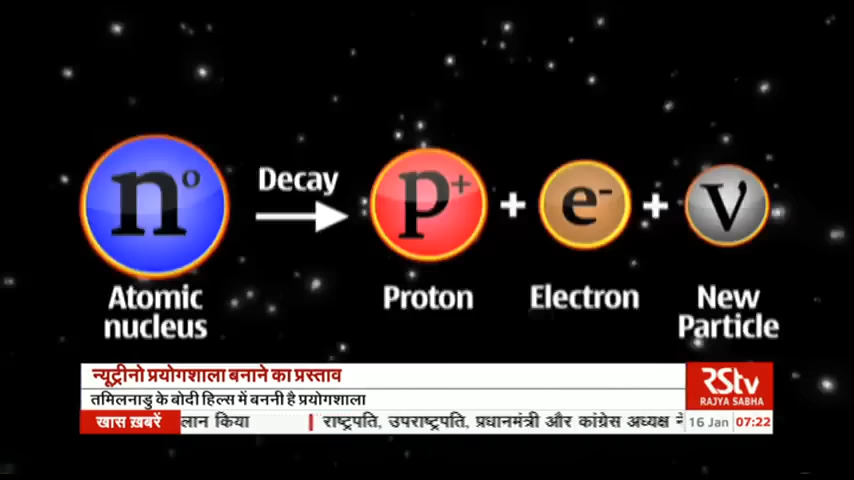 n⁰ Decay p⁺ + e⁻ + ν
Atomic nucleus Proton Electron New Particle
न्यूट्रीनो प्रयोगशाला बनाने का प्रस्ताव
तमिलनाडु के बोदी हिल्स में बननी है प्रयोगशाला
RStv
RAJYA SABHA
खास ख़बरें लान किया राष्ट्रपति, उपराष्ट्रपति, प्रधानमंत्री और कांग्रेस अध्यक्ष ने 16 Jan 07:22